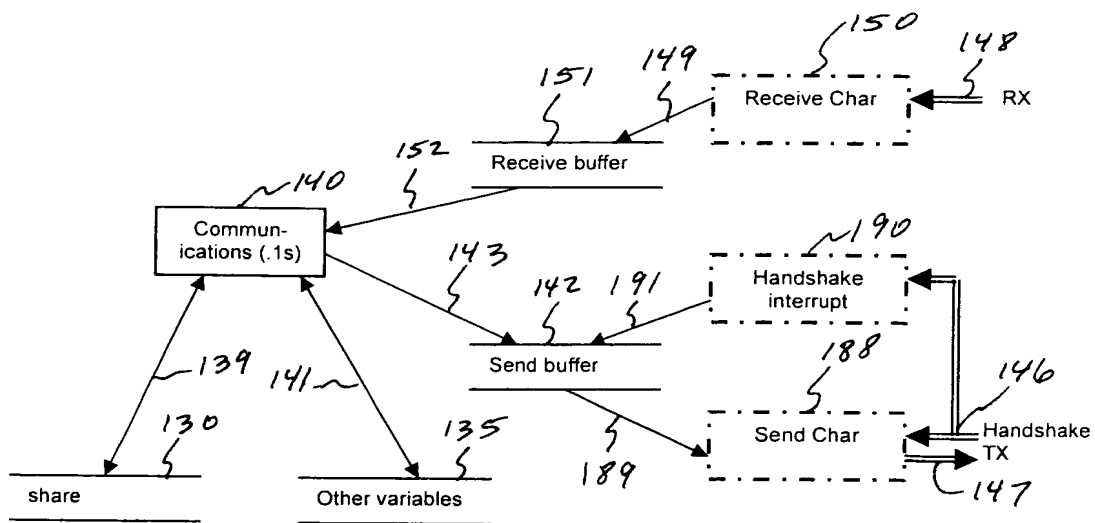 150
148
151
149
Receive Char
RX
152
Receive buffer
140
Commun-
ications (.1s)
190
143
142
191
Handshake
interrupt
188
Send buffer
139
141
146
130
135
189
Send Char
Handshake
TX
147
share
Other variables